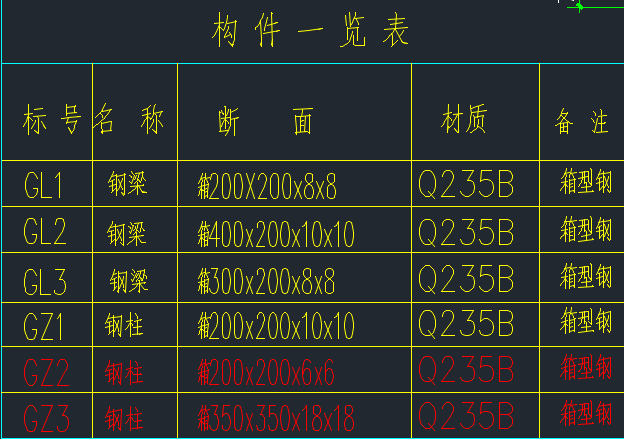 构件一览表
标号 名称 断面 材质 备注
GL1 钢梁 箱200X200x8x8 Q235B 箱型钢
GL2 钢梁 箱400x200x10x10 Q235B 箱型钢
GL3 钢梁 箱300x200x8x8 Q235B 箱型钢
GZ1 钢柱 箱200x200x10x10 Q235B 箱型钢
GZ2 钢柱 箱200x200x6x6 Q235B 箱型钢
GZ3 钢柱 箱350x350x18x18 Q235B 箱型钢